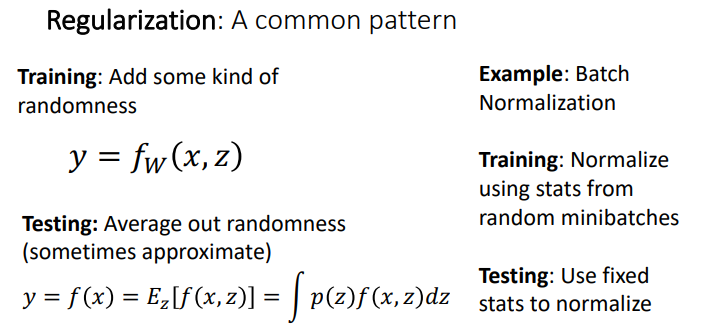 Regularization: A common pattern
Training: Add some kind of
randomness
y = f_W(x, z)
Testing: Average out randomness
(sometimes approximate)
y = f(x) = E_z[f(x, z)] = ∫ p(z)f(x, z)dz
Example: Batch
Normalization
Training: Normalize
using stats from
random minibatches
Testing: Use fixed
stats to normalize